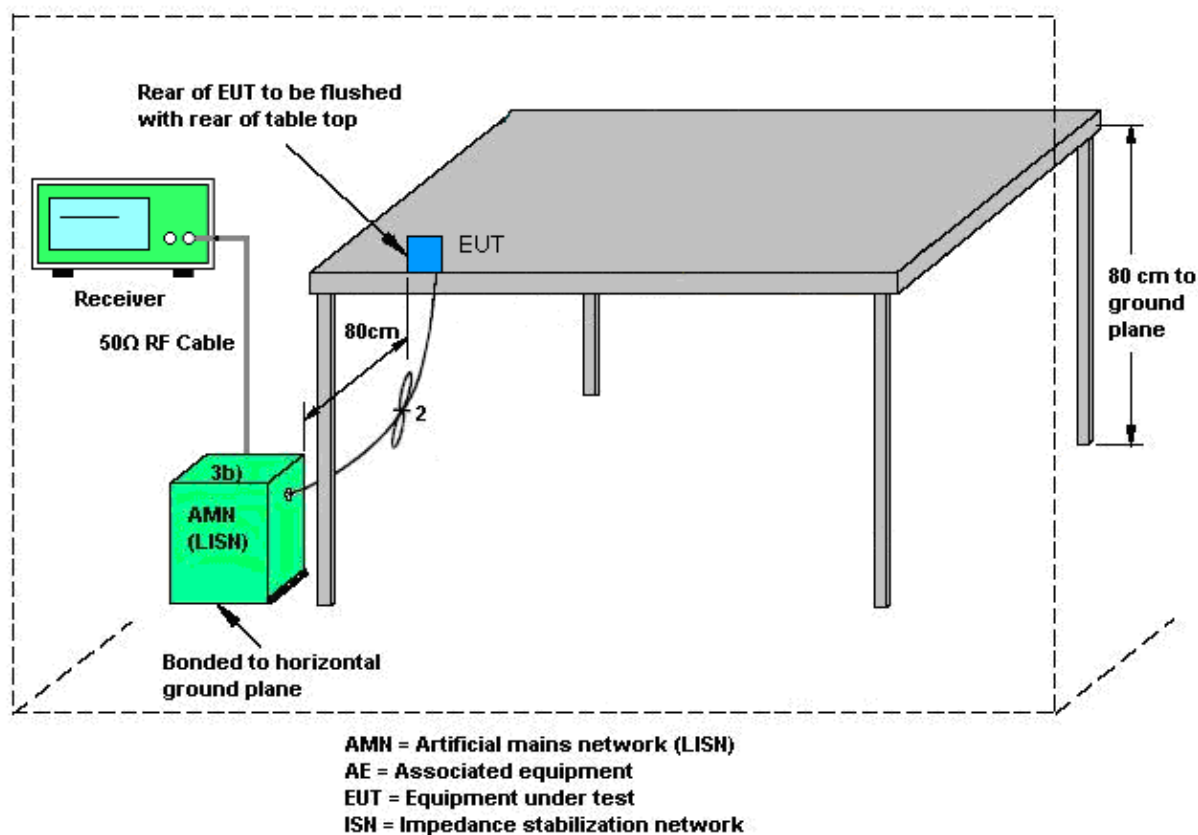 Rear of EUT to be flushed
with rear of table top
EUT
Receiver
50Ω RF Cable
80cm
80 cm to
ground
plane
2
3b)
AMN
(LISN)
Bonded to horizontal
ground plane
AMN = Artificial mains network (LISN)
AE = Associated equipment
EUT = Equipment under test
ISN = Impedance stabilization network